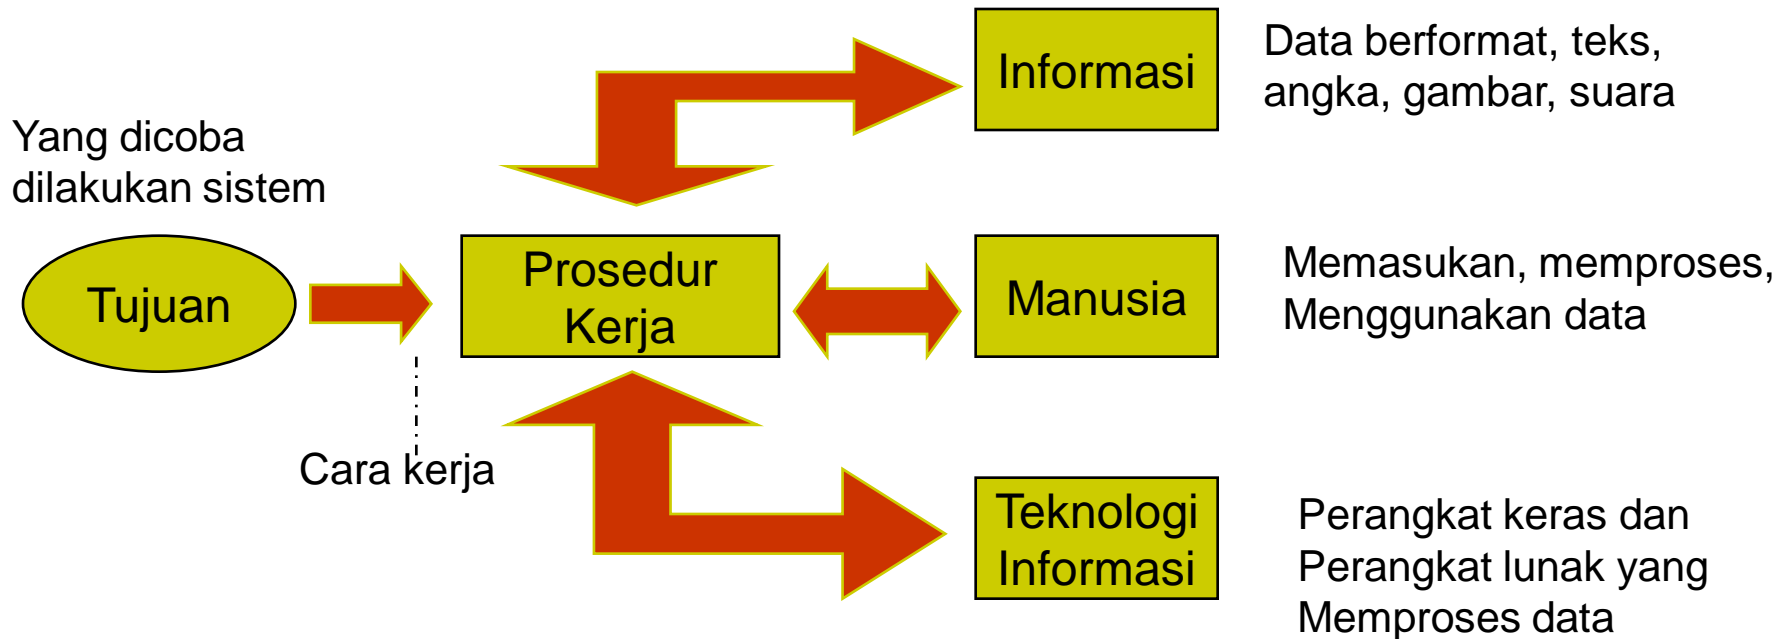 Yang dicoba
dilakukan sistem
Tujuan
Cara kerja
Prosedur
Kerja
Informasi
Data berformat, teks,
angka, gambar, suara
Manusia
Memasukan, memproses,
Menggunakan data
Teknologi
Informasi
Perangkat keras dan
Perangkat lunak yang
Memproses data